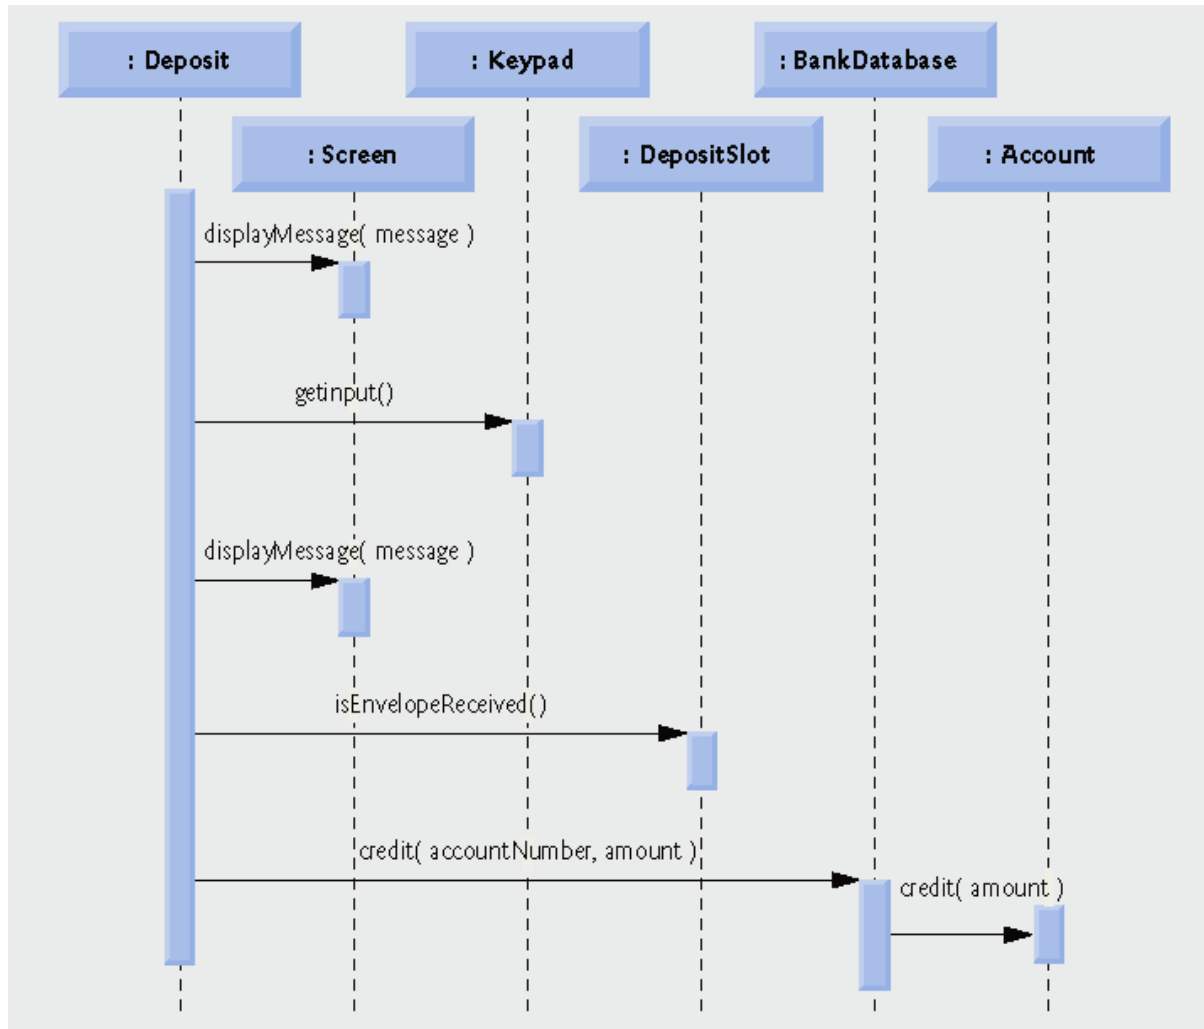 : Deposit
: Keypad
: BankDatabase
: Screen
: DepositSlot
: Account
displayMessage( message )
getinput()
displayMessage( message )
isEnvelopeReceived()
credit( accountNumber, amount )
credit( amount )